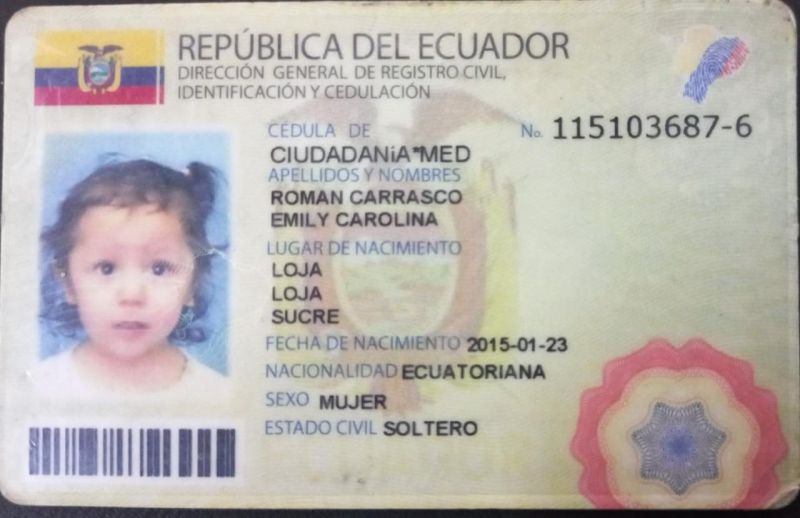 REPÚBLICA DEL ECUADOR
DIRECCIÓN GENERAL DE REGISTRO CIVIL,
IDENTIFICACIÓN Y CEDULACIÓN
CÉDULA DE No. 115103687-6
CIUDADANiA*MED
APELLIDOS Y NOMBRES
ROMAN CARRASCO
EMILY CAROLINA
LUGAR DE NACIMIENTO
LOJA
LOJA
SUCRE
FECHA DE NACIMIENTO 2015-01-23
NACIONALIDAD ECUATORIANA
SEXO MUJER
ESTADO CIVIL SOLTERO